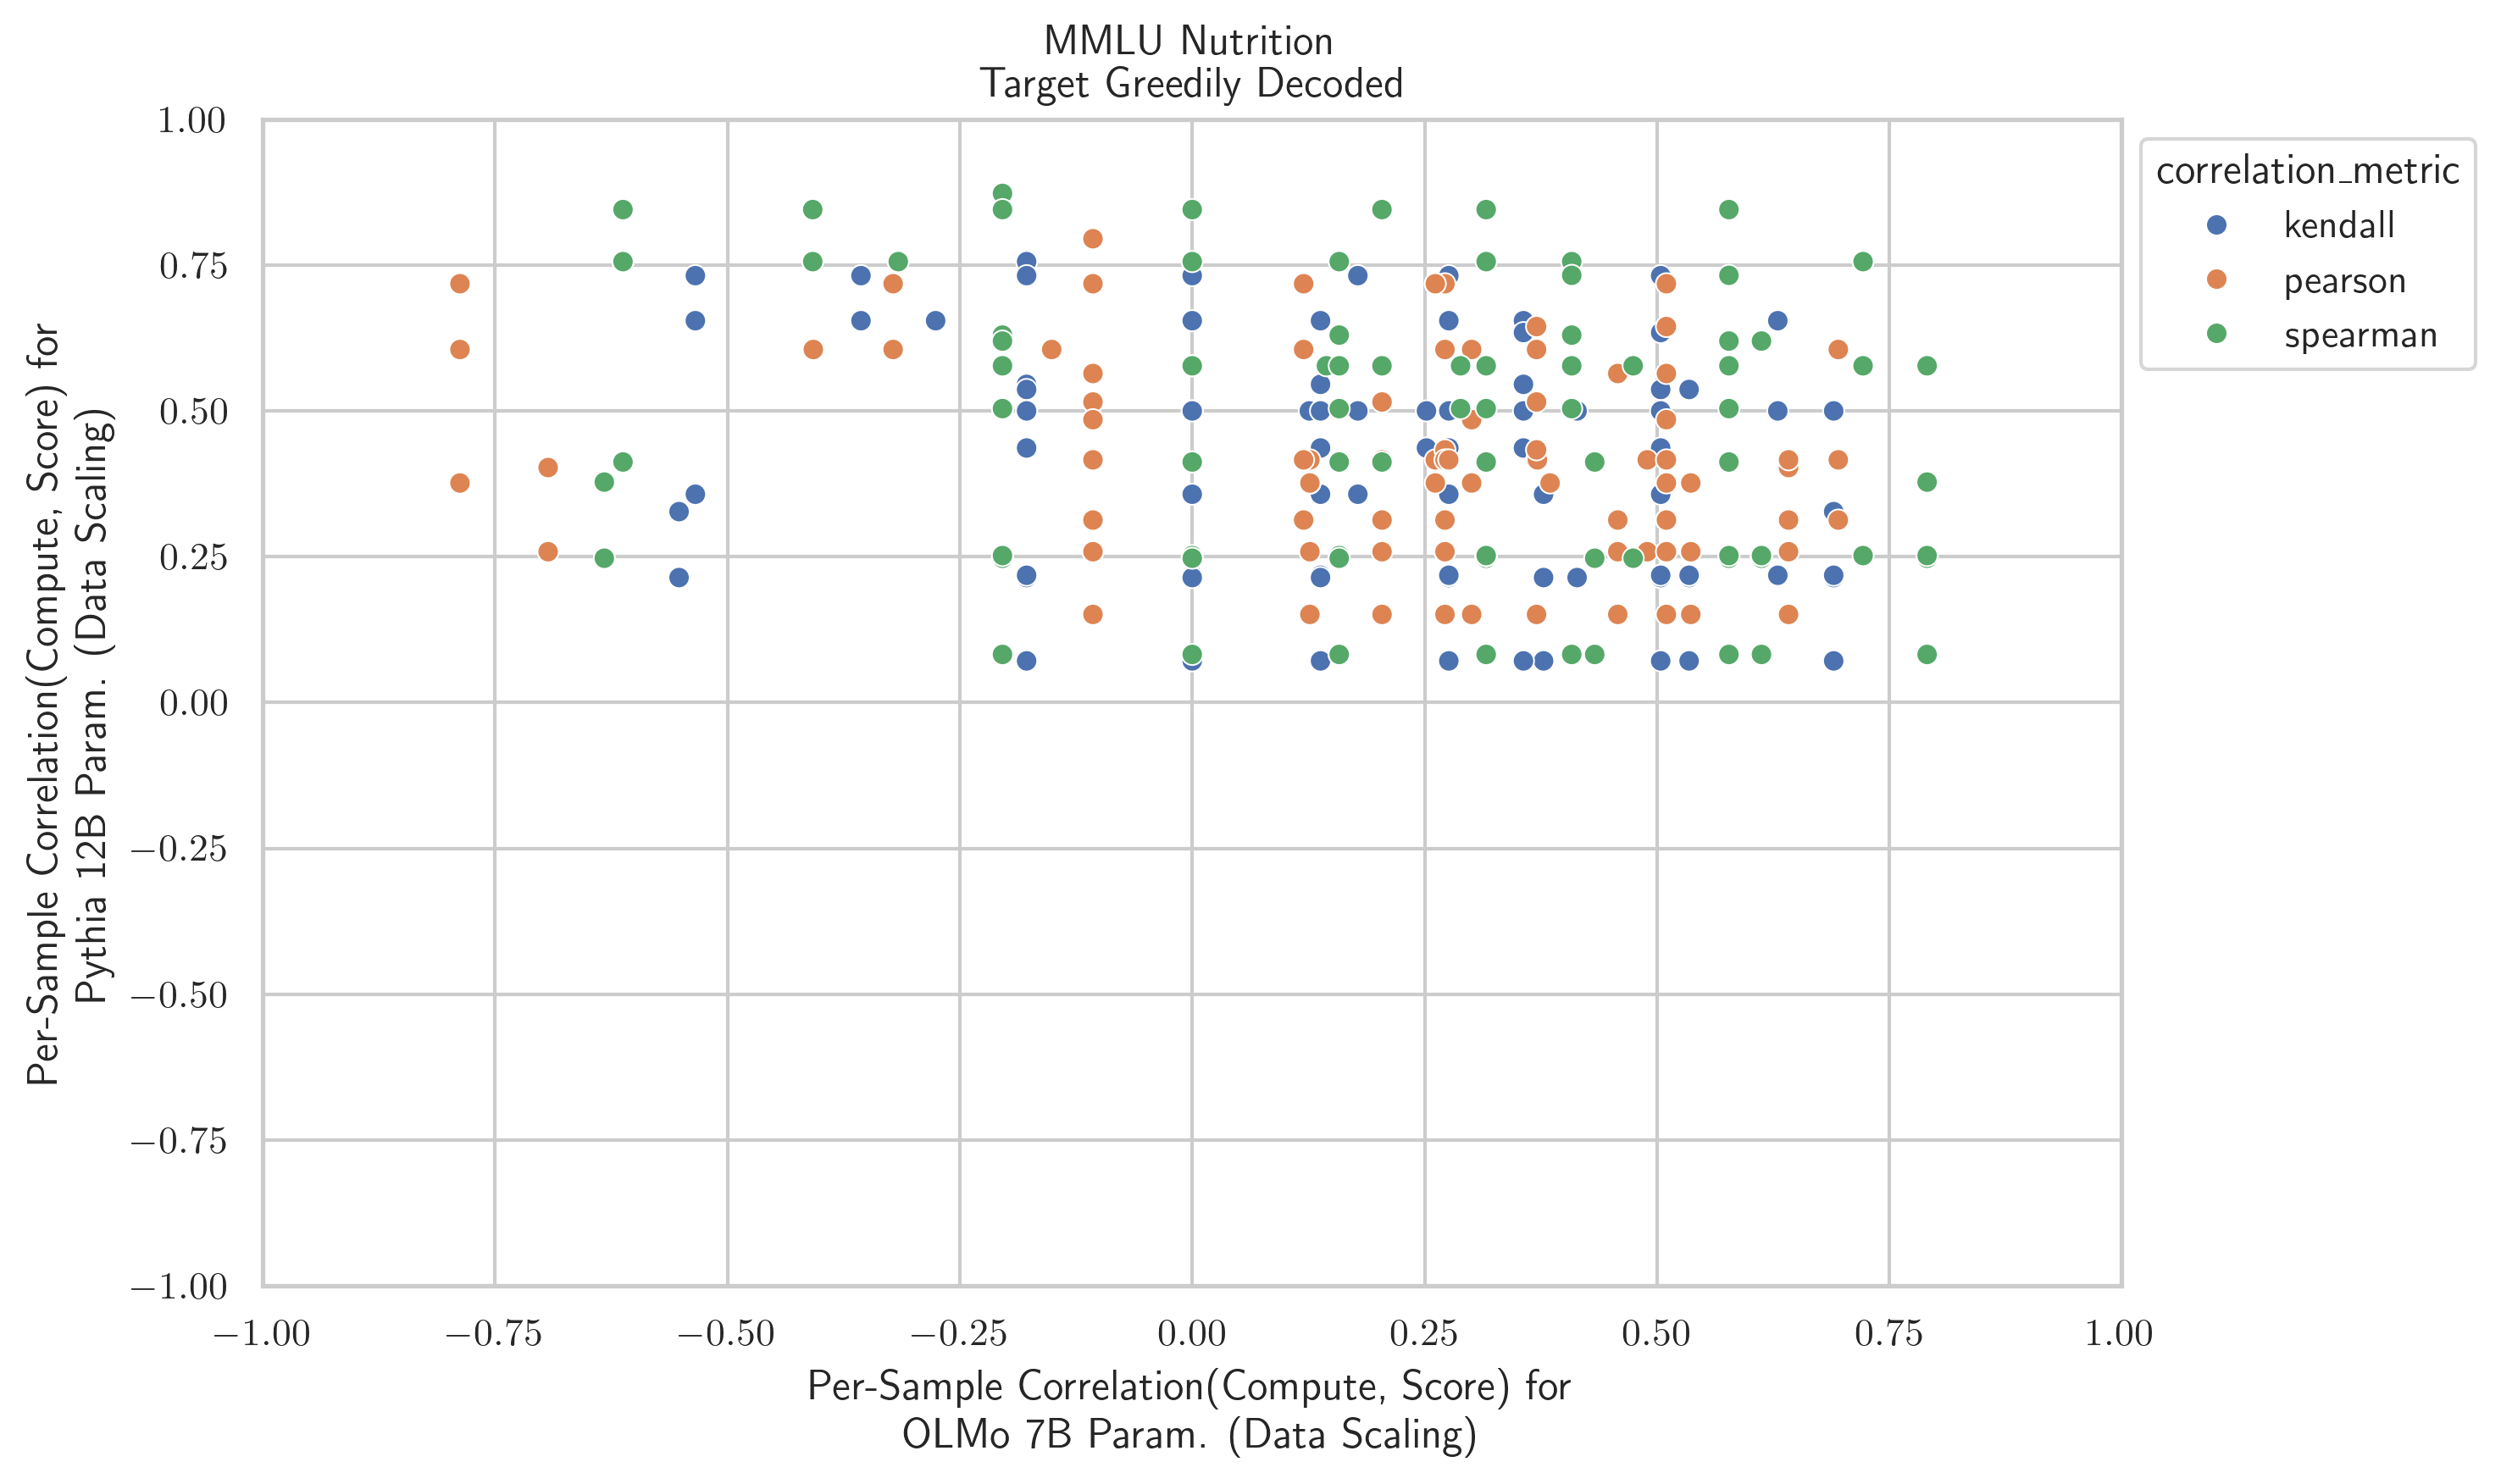 MMLU Nutrition
Target Greedily Decoded
1.00
0.75
0.50
0.25
0.00
−0.25
−0.50
−0.75
−1.00
Per-Sample Correlation(Compute, Score) for
Pythia 12B Param. (Data Scaling)
−1.00
−0.75
−0.50
−0.25
0.00
0.25
0.50
0.75
1.00
Per-Sample Correlation(Compute, Score) for
OLMo 7B Param. (Data Scaling)
correlation_metric
kendall
pearson
spearman